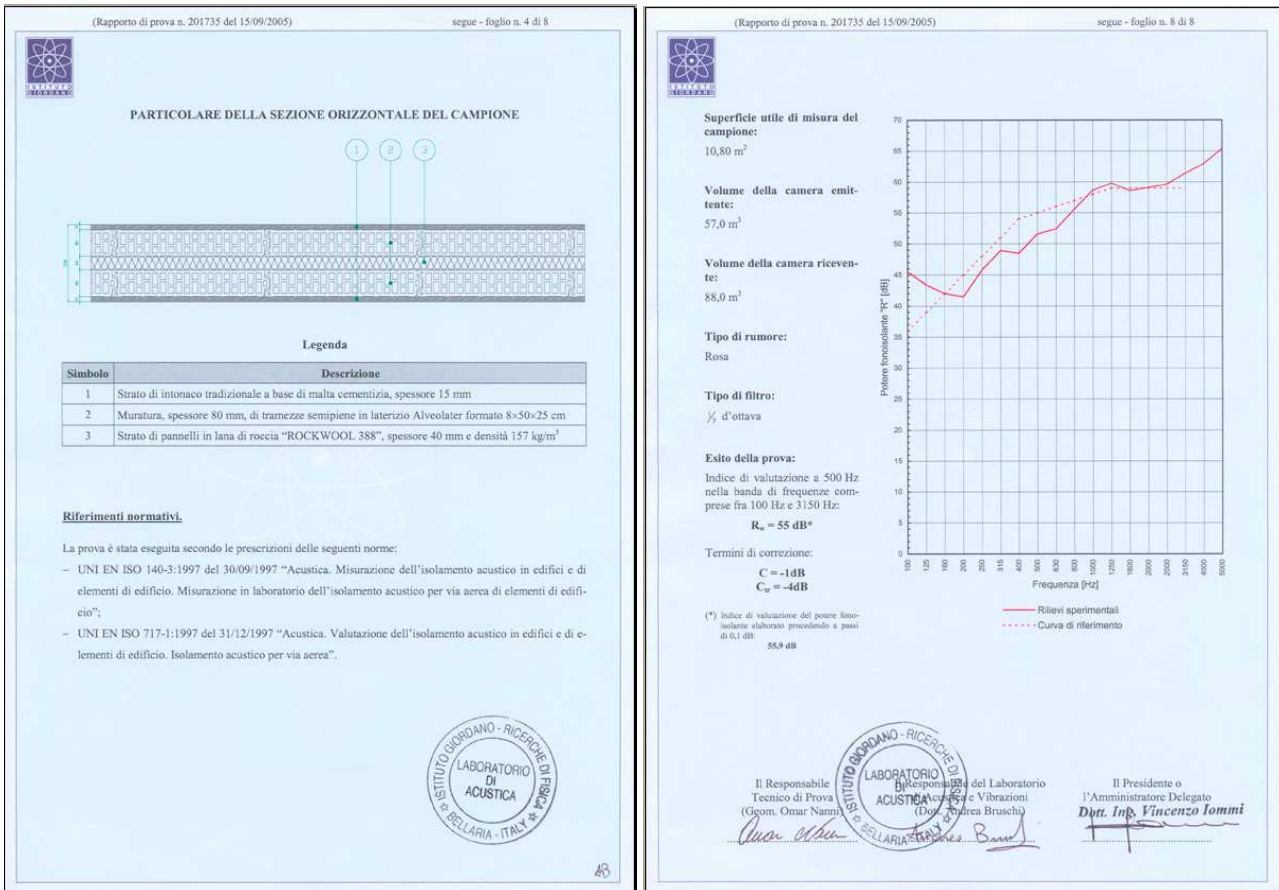 (Rapporto di prova n. 201735 del 15/09/2005)
segue - foglio n. 4 di 8
ISTITUTO
GIORDANO
PARTICOLARE DELLA SEZIONE ORIZZONTALE DEL CAMPIONE
1 2 3
Legenda
Simbolo Descrizione
1 Strato di intonaco tradizionale a base di malta cementizia, spessore 15 mm
2 Muratura, spessore 80 mm, di tramezze semipiene in laterizio Alveolater formato 8×50×25 cm
3 Strato di pannelli in lana di roccia “ROCKWOOL 388”, spessore 40 mm e densità 157 kg/m³
Riferimenti normativi.
La prova è stata eseguita secondo le prescrizioni delle seguenti norme:
– UNI EN ISO 140-3:1997 del 30/09/1997 “Acustica. Misurazione dell’isolamento acustico in edifici e di
elementi di edificio. Misurazione in laboratorio dell’isolamento acustico per via aerea di elementi di edifi-
cio”;
– UNI EN ISO 717-1:1997 del 31/12/1997 “Acustica. Valutazione dell’isolamento acustico in edifici e di e-
lementi di edificio. Isolamento acustico per via aerea”.
ISTITUTO GIORDANO - RICERCHE DI FISICA
LABORATORIO
DI
ACUSTICA
BELLARIA - ITALY
AB
(Rapporto di prova n. 201735 del 15/09/2005)
segue - foglio n. 8 di 8
ISTITUTO
GIORDANO
Superficie utile di misura del
campione:
10,80 m²
Volume della camera emit-
tente:
57,0 m³
Volume della camera riceven-
te:
88,0 m³
Tipo di rumore:
Rosa
Tipo di filtro:
⅓ d’ottava
Esito della prova:
Indice di valutazione a 500 Hz
nella banda di frequenze com-
prese fra 100 Hz e 3150 Hz:
Rw = 55 dB*
Termini di correzione:
C = -1dB
Ctr = -4dB
(*) Indice di valutazione del potere fono-
isolante elaborato procedendo a passi
di 0,1 dB:
55,9 dB
Potere fonoisolante "R" [dB]
70
65
60
55
50
45
40
35
30
25
20
15
10
5
0
100 125 160 200 250 315 400 500 630 800 1000 1250 1600 2000 2500 3150 4000 5000
Frequenza [Hz]
Rilievi sperimentali
Curva di riferimento
ISTITUTO GIORDANO - RICERCHE DI FISICA
LABORATORIO
DI
ACUSTICA
BELLARIA - ITALY
Il Responsabile
Tecnico di Prova
(Geom. Omar Nanni)
Il Responsabile del Laboratorio
di Acustica e Vibrazioni
(Dott. Andrea Bruschi)
Il Presidente o
l’Amministratore Delegato
Dott. Ing. Vincenzo Iommi